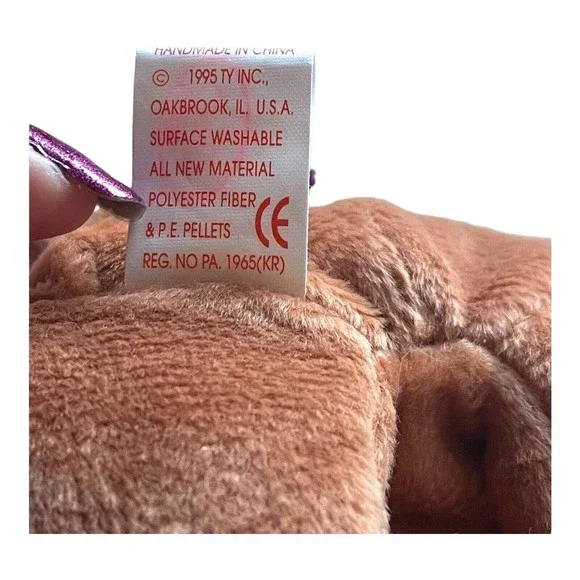 HANDMADE IN CHINA
© 1995 TY INC.,
OAKBROOK, IL. U.S.A.
SURFACE WASHABLE
ALL NEW MATERIAL
POLYESTER FIBER
& P.E. PELLETS
CE
REG. NO PA. 1965(KR)